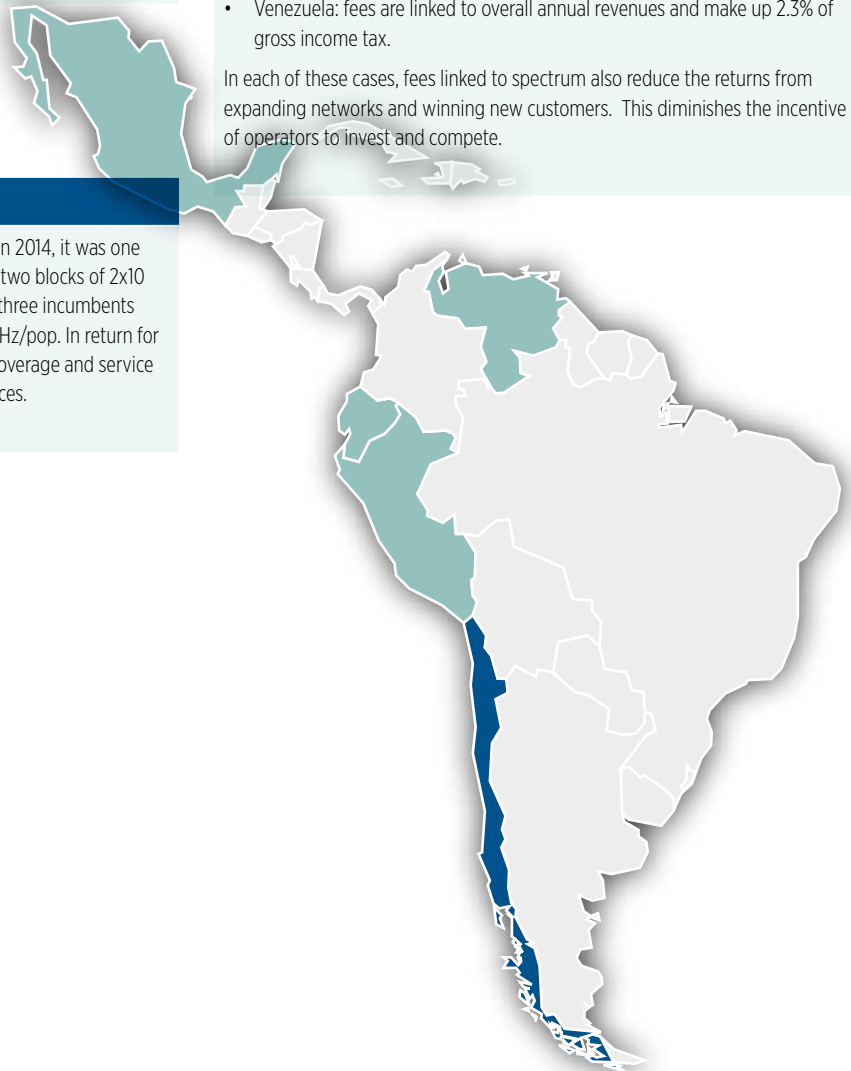 • Venezuela: fees are linked to overall annual revenues and make up 2.3% of
gross income tax.
In each of these cases, fees linked to spectrum also reduce the returns from
expanding networks and winning new customers. This diminishes the incentive
of operators to invest and compete.
n 2014, it was one
two blocks of 2x10
three incumbents
Hz/pop. In return for
overage and service
ces.